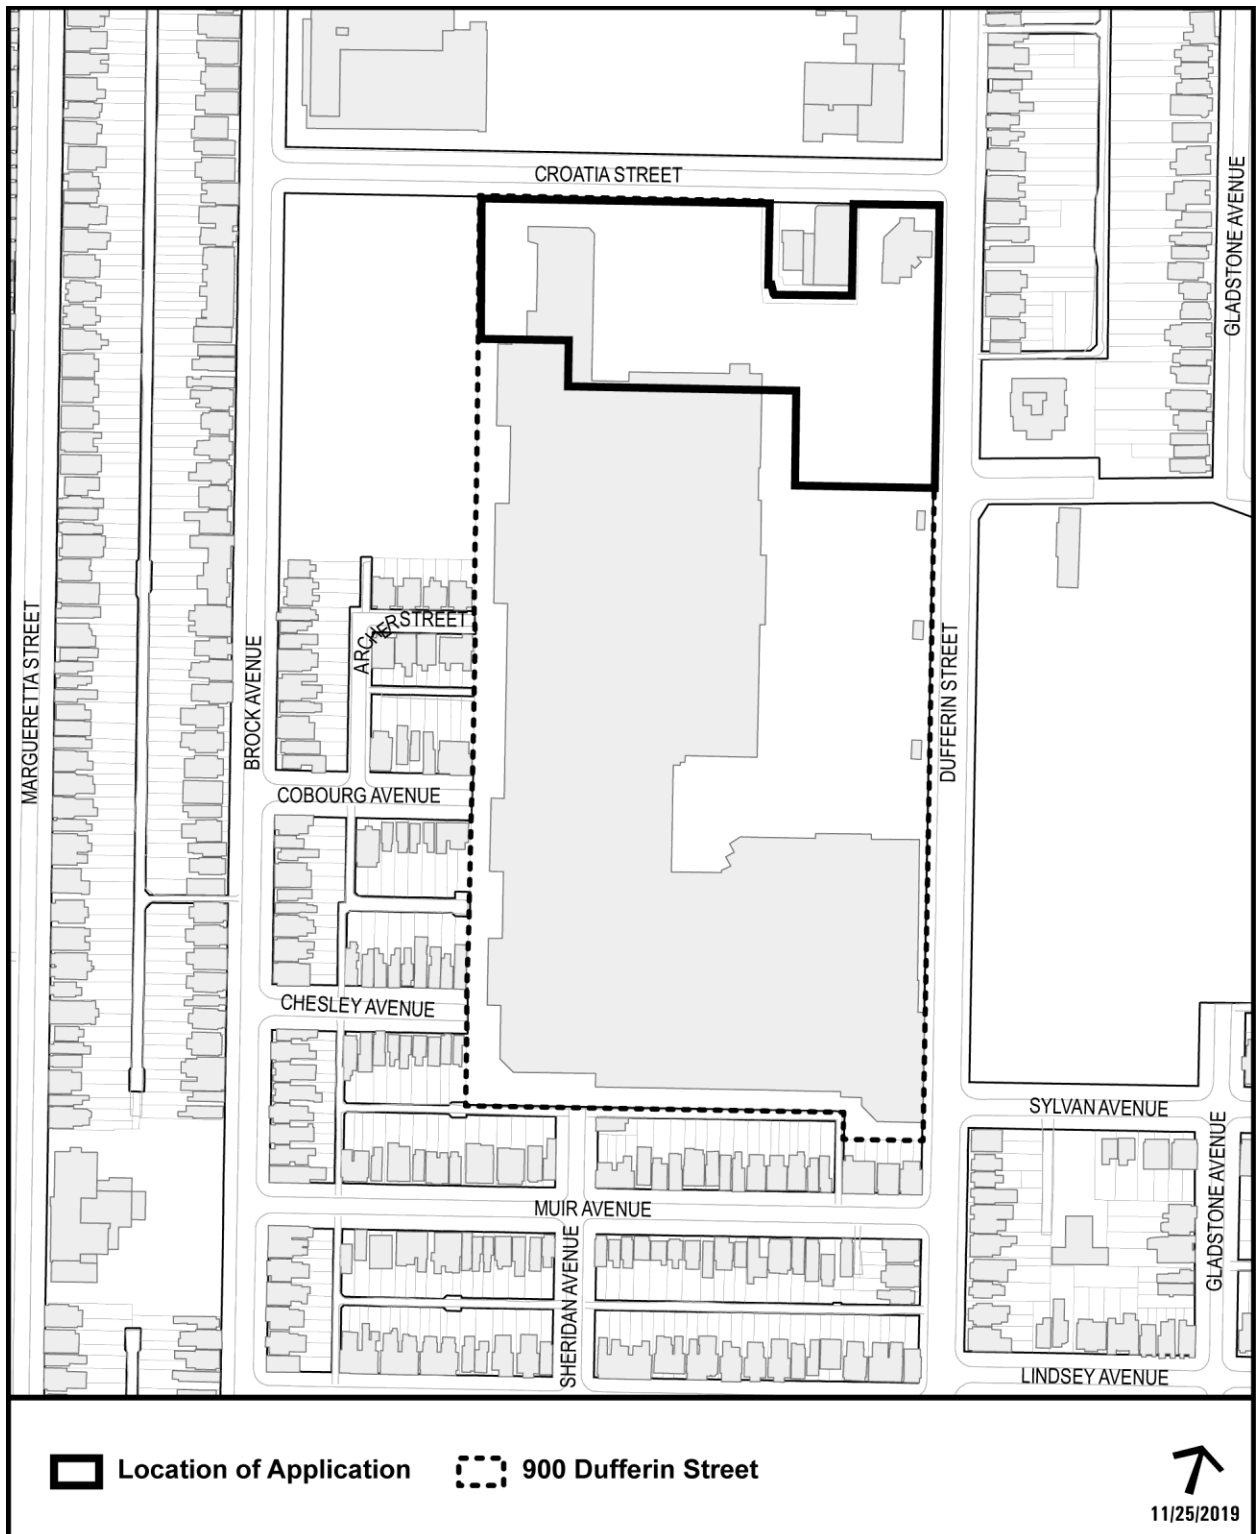 CROATIA STREET
GLADSTONE AVENUE
MARGUERETTA STREET
BROCK AVENUE
ARCHER STREET
DUFFERIN STREET
COBOURG AVENUE
CHESLEY AVENUE
SYLVAN AVENUE
MUIR AVENUE
SHERIDAN AVENUE
GLADSTONE AVENUE
LINDSEY AVENUE
Location of Application
900 Dufferin Street
11/25/2019